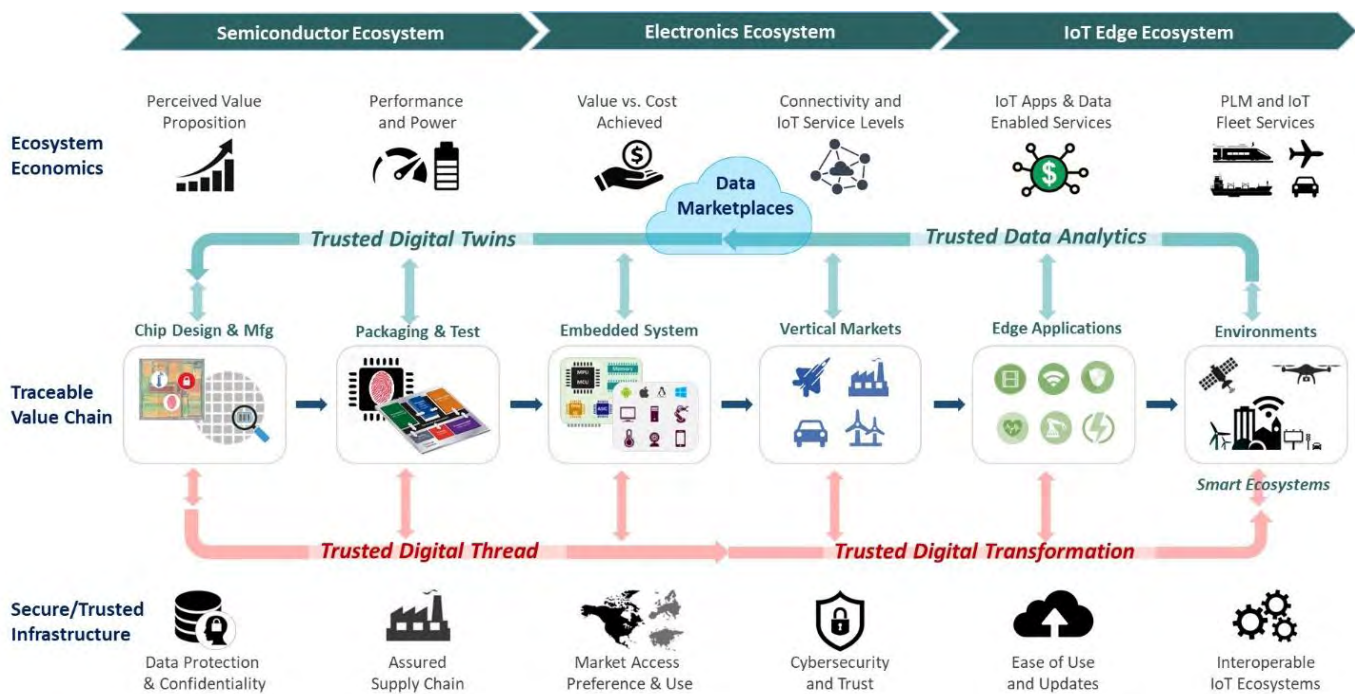 Semiconductor Ecosystem
Electronics Ecosystem
IoT Edge Ecosystem
Ecosystem
Economics
Perceived Value
Proposition
Performance
and Power
Value vs. Cost
Achieved
Connectivity and
IoT Service Levels
IoT Apps & Data
Enabled Services
PLM and IoT
Fleet Services
$
$
Data
Marketplaces
Trusted Digital Twins
Trusted Data Analytics
Traceable
Value Chain
Chip Design & Mfg
Packaging & Test
Embedded System
MPU
MCU
Memory
ADC
Vertical Markets
Edge Applications
Environments
Smart Ecosystems
Trusted Digital Thread
Trusted Digital Transformation
Secure/Trusted
Infrastructure
Data Protection
& Confidentiality
Assured
Supply Chain
Market Access
Preference & Use
Cybersecurity
and Trust
Ease of Use
and Updates
Interoperable
IoT Ecosystems